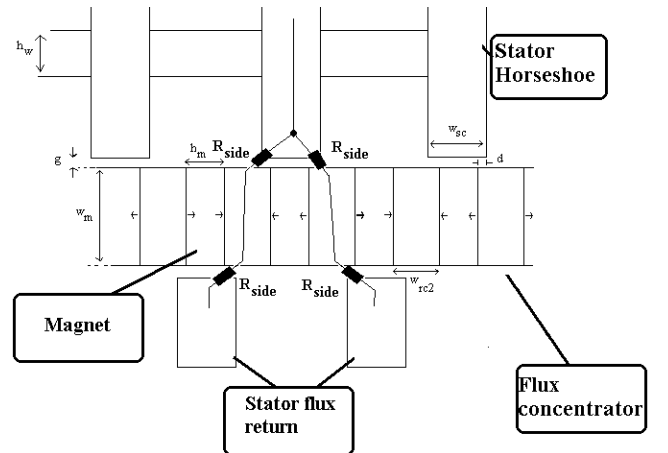 h_w
Stator
Horseshoe
w_sc
g
h_m
R_side
R_side
d
w_m
w_rc2
R_side
R_side
Magnet
Stator flux
return
Flux
concentrator